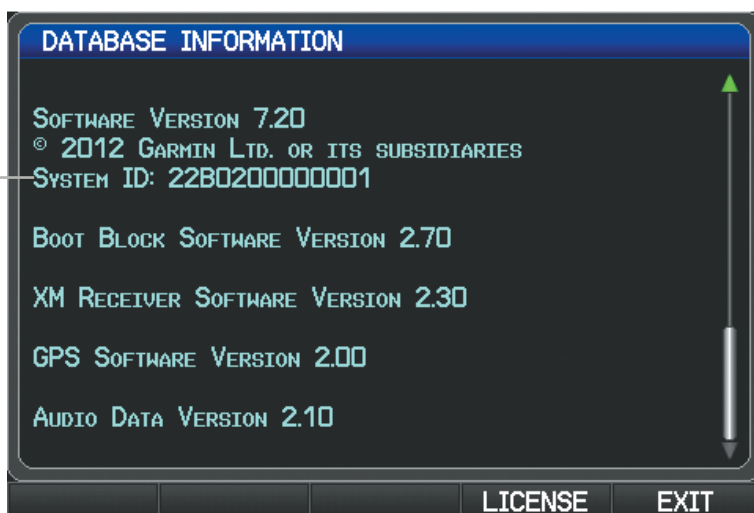 DATABASE INFORMATION
Software Version 7.20
© 2012 Garmin Ltd. or its subsidiaries
System ID: 22B0200000001
Boot Block Software Version 2.70
XM Receiver Software Version 2.30
GPS Software Version 2.00
Audio Data Version 2.10
LICENSE EXIT